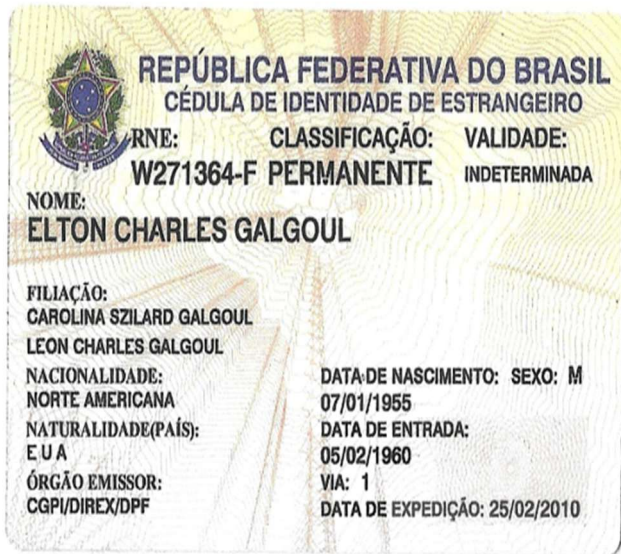 REPÚBLICA FEDERATIVA DO BRASIL
CÉDULA DE IDENTIDADE DE ESTRANGEIRO
RNE: CLASSIFICAÇÃO: VALIDADE:
W271364-F PERMANENTE INDETERMINADA
NOME:
ELTON CHARLES GALGOUL
FILIAÇÃO:
CAROLINA SZILARD GALGOUL
LEON CHARLES GALGOUL
NACIONALIDADE: DATA DE NASCIMENTO: SEXO: M
NORTE AMERICANA 07/01/1955
NATURALIDADE(PAÍS): DATA DE ENTRADA:
E U A 05/02/1960
ÓRGÃO EMISSOR: VIA: 1
CGPI/DIREX/DPF DATA DE EXPEDIÇÃO: 25/02/2010